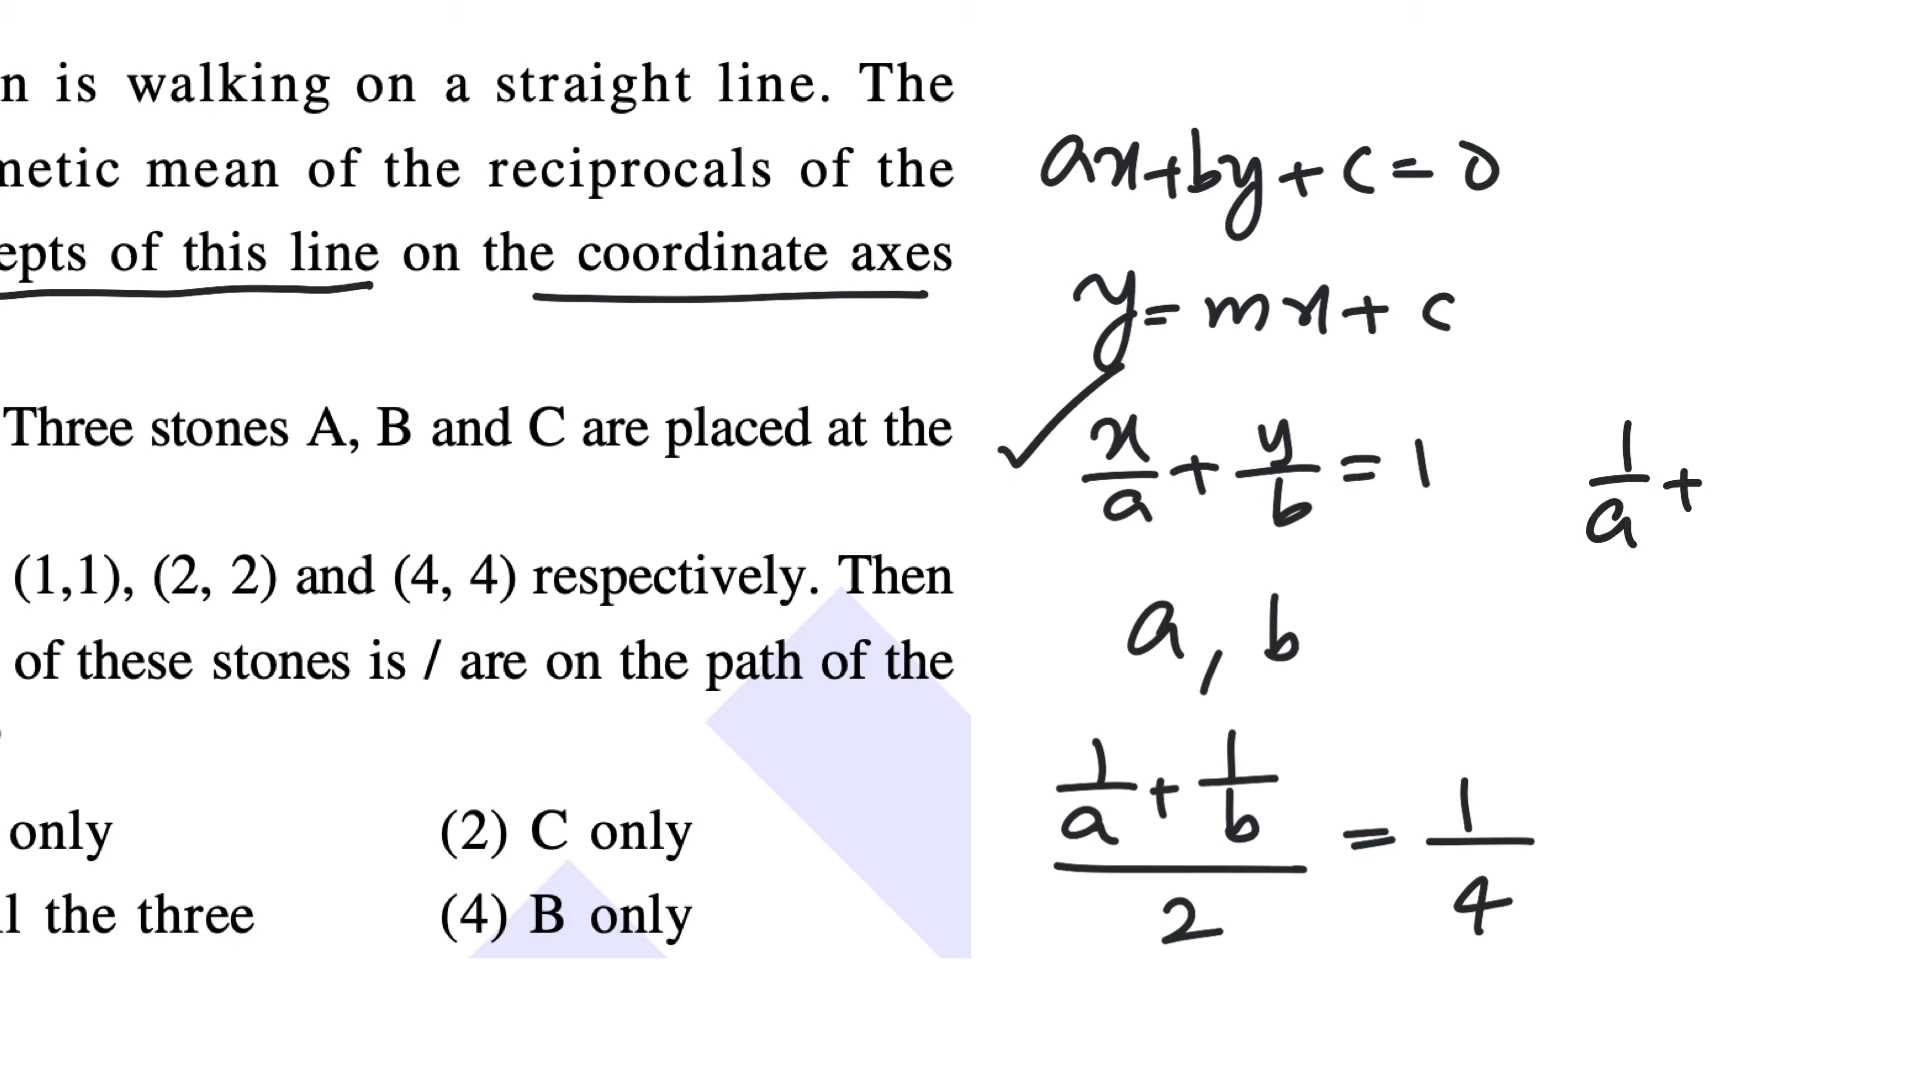 n is walking on a straight line. The
metic mean of the reciprocals of the
epts of this line on the coordinate axes
Three stones A, B and C are placed at the
(1,1), (2, 2) and (4, 4) respectively. Then
of these stones is / are on the path of the
only (2) C only
l the three (4) B only
ax+by+c=0
y=mx+c
x/a + y/b = 1
1/a +
a, b
(1/a + 1/b)/2 = 1/4